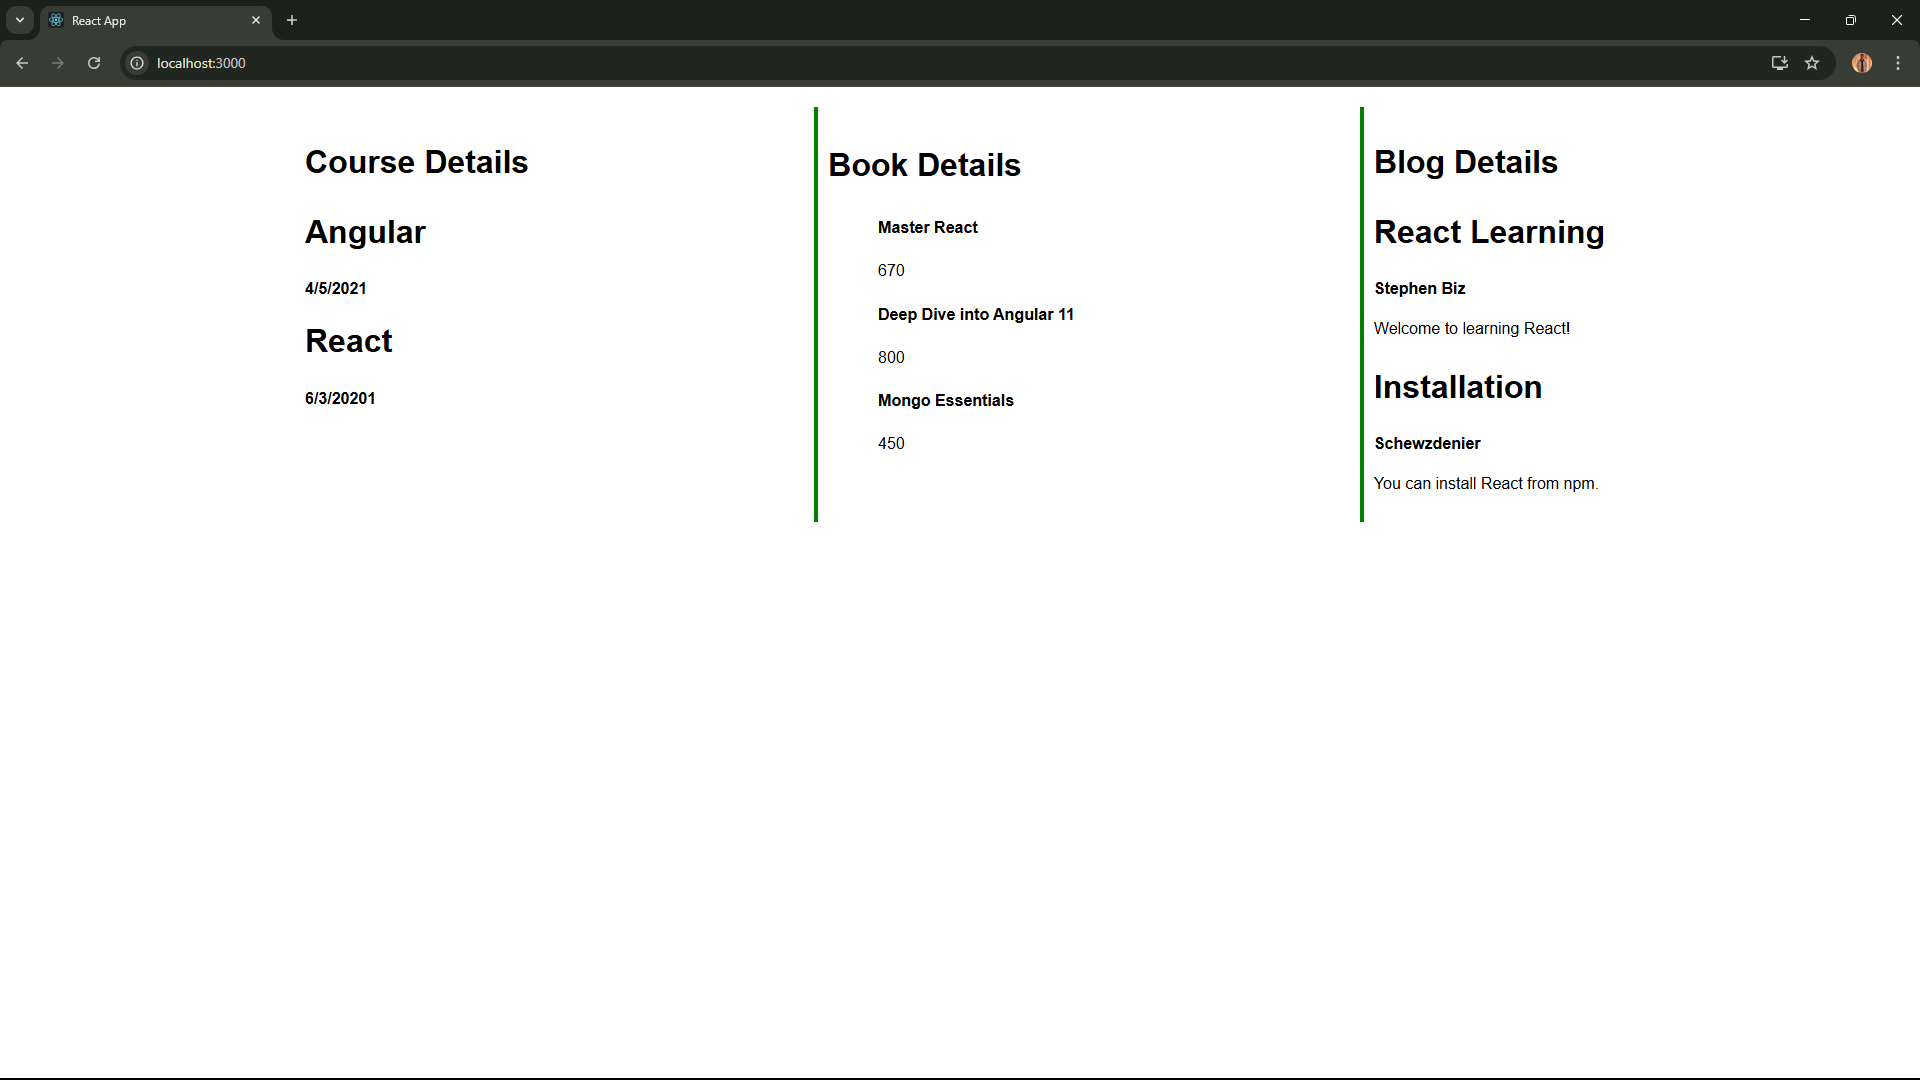 React App
localhost:3000
Course Details
Angular
4/5/2021
React
6/3/20201
Book Details
Master React
670
Deep Dive into Angular 11
800
Mongo Essentials
450
Blog Details
React Learning
Stephen Biz
Welcome to learning React!
Installation
Schewzdenier
You can install React from npm.